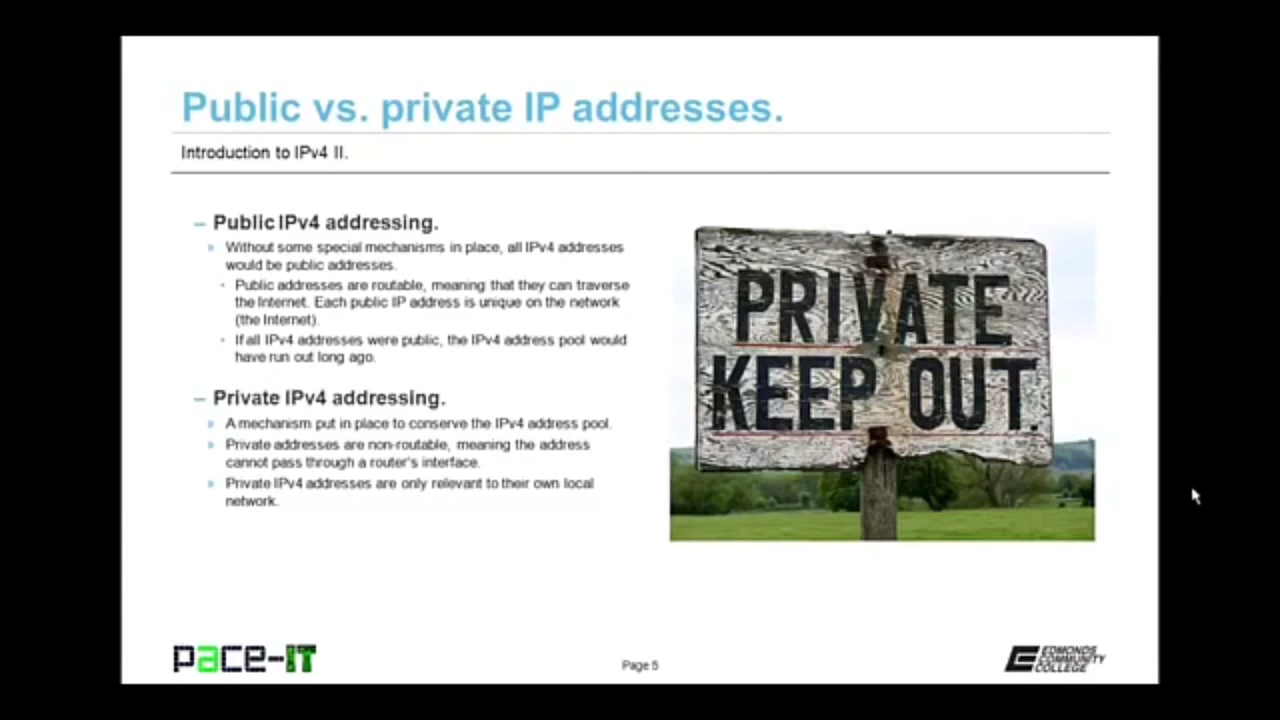 Public vs. private IP addresses.
Introduction to IPv4 II.
– Public IPv4 addressing.
» Without some special mechanisms in place, all IPv4 addresses
would be public addresses.
• Public addresses are routable, meaning that they can traverse
the Internet. Each public IP address is unique on the network
(the Internet).
• If all IPv4 addresses were public, the IPv4 address pool would
have run out long ago.
– Private IPv4 addressing.
» A mechanism put in place to conserve the IPv4 address pool.
» Private addresses are non-routable, meaning the address
cannot pass through a router's interface.
» Private IPv4 addresses are only relevant to their own local
network.
PRIVATE
KEEP OUT.
pace-IT
Page 5
EDMONDS
COMMUNITY
COLLEGE